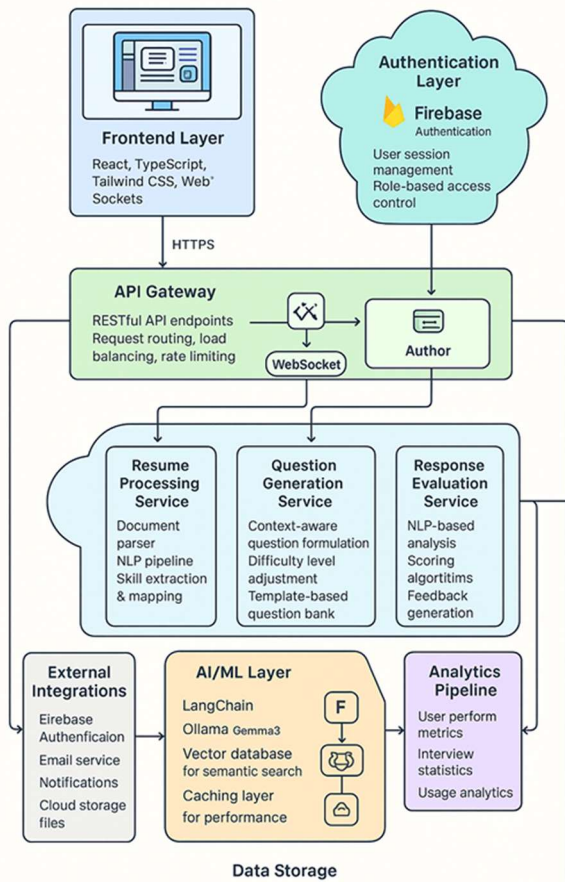 Frontend Layer
React, TypeScript,
Tailwind CSS, Web*
Sockets
Authentication
Layer
Firebase
Authentication
User session
management
Role-based access
control
HTTPS
API Gateway
RESTful API endpoints
Request routing, load
balancing, rate limiting
WebSocket
Author
Resume
Processing
Service
Document
parser
NLP pipeline
Skill extraction
& mapping
Question
Generation
Service
Context-aware
question formulation
Difficulty level
adjustment
Template-based
question bank
Response
Evaluation
Service
NLP-based
analysis
Scoring
algortitims
Feedback
generation
External
Integrations
Eirebase
Authenficaion
Email service
Notifications
Cloud storage
files
AI/ML Layer
LangChain
Ollama Gemma3
Vector database
for semantic search
Caching layer
for performance
F
Analytics
Pipeline
User perform
metrics
Interview
statistics
Usage analytics
Data Storage